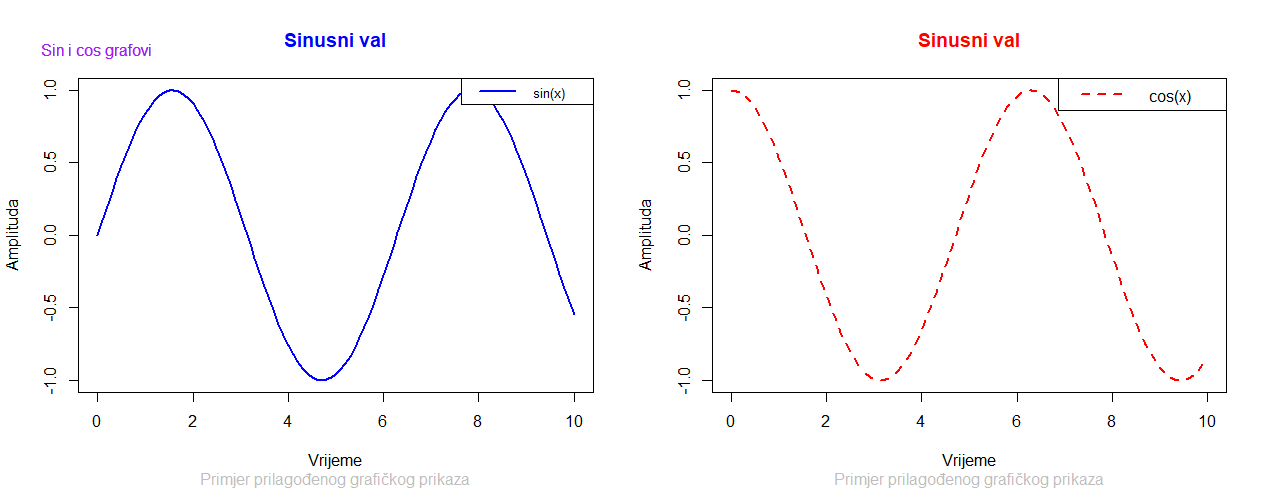 Sin i cos grafovi
Sinusni val
sin(x)
Amplituda
1.0
0.5
0.0
-0.5
-1.0
0 2 4 6 8 10
Vrijeme
Primjer prilagođenog grafičkog prikaza
Sinusni val
cos(x)
Amplituda
1.0
0.5
0.0
-0.5
-1.0
0 2 4 6 8 10
Vrijeme
Primjer prilagođenog grafičkog prikaza